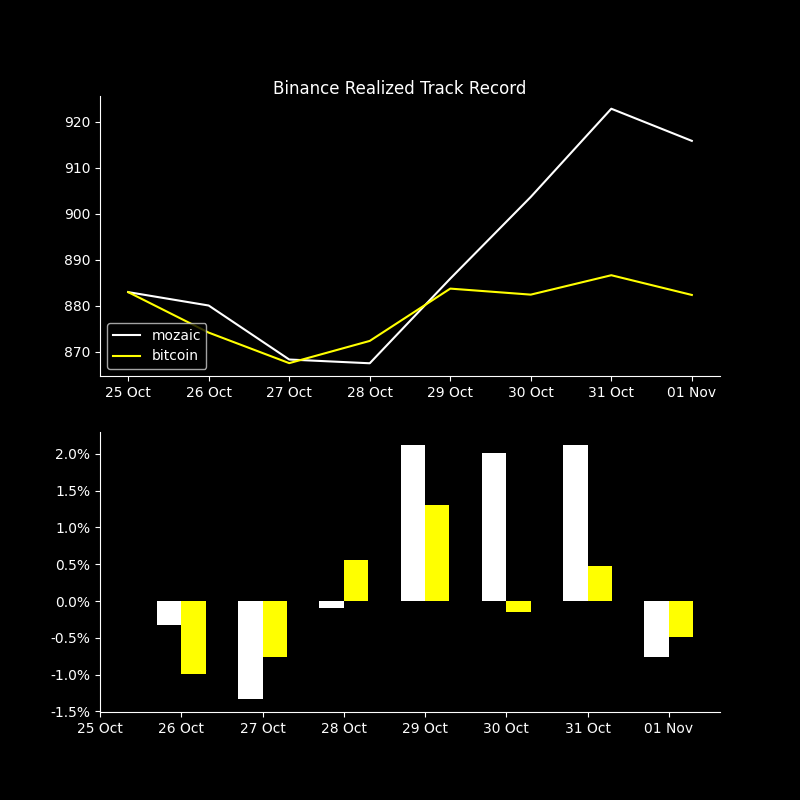 Binance Realized Track Record
920
910
900
890
880
870
mozaic
bitcoin
25 Oct 26 Oct 27 Oct 28 Oct 29 Oct 30 Oct 31 Oct 01 Nov
2.0%
1.5%
1.0%
0.5%
0.0%
-0.5%
-1.0%
-1.5%
25 Oct 26 Oct 27 Oct 28 Oct 29 Oct 30 Oct 31 Oct 01 Nov